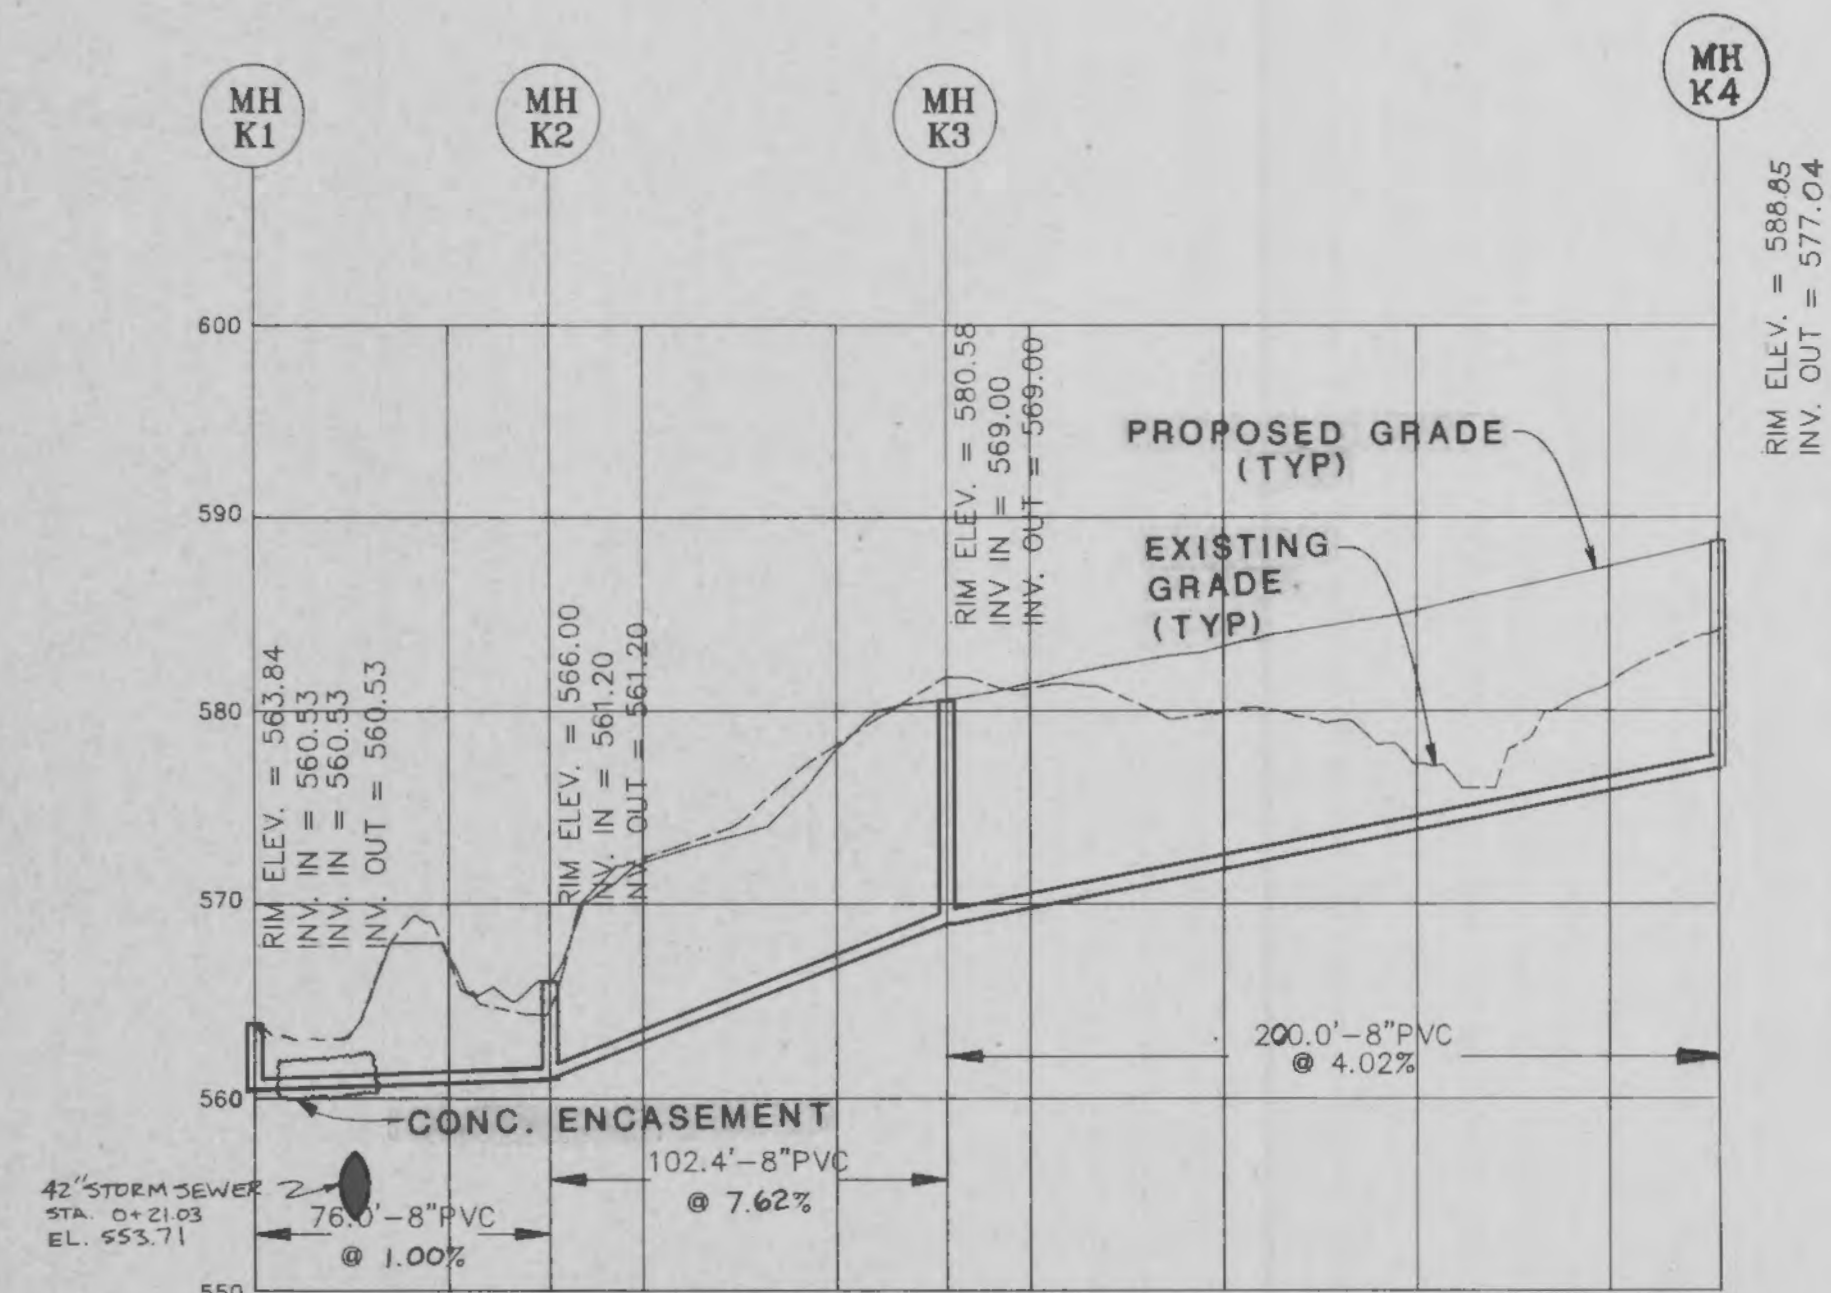 MH
K1
MH
K2
MH
K3
MH
K4
RIM ELEV. = 588.85
INV. OUT = 577.04
600
590
580
570
560
550
RIM ELEV. = 563.84
INV. IN = 560.53
INV. IN = 560.53
INV. OUT = 560.53
RIM ELEV. = 566.00
INV. IN = 561.20
INV. OUT = 561.20
RIM ELEV. = 580.58
INV IN = 569.00
INV. OUT = 569.00
PROPOSED GRADE
(TYP)
EXISTING
GRADE
(TYP)
200.0'-8"PVC
@ 4.02%
CONC. ENCASEMENT
102.4'-8"PVC
@ 7.62%
42" STORM SEWER
STA. 0+21.03
EL. 553.71
76.0'-8"PVC
@ 1.00%